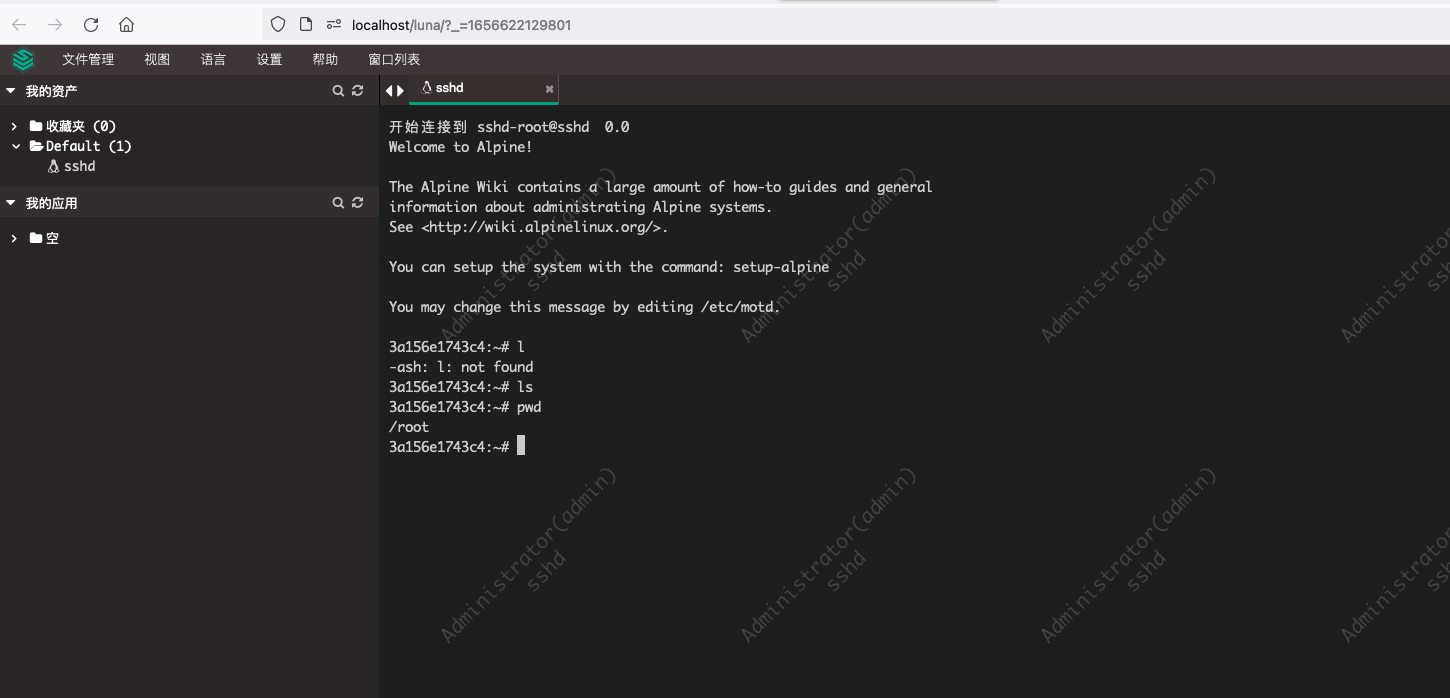 localhost/luna/?_=1656622129801
文件管理 视图 语言 设置 帮助 窗口列表
我的资产
收藏夹 (0)
Default (1)
sshd
我的应用
空
sshd
开始连接到 sshd-root@sshd  0.0
Welcome to Alpine!
The Alpine Wiki contains a large amount of how-to guides and general
information about administrating Alpine systems.
See <http://wiki.alpinelinux.org/>.
You can setup the system with the command: setup-alpine
You may change this message by editing /etc/motd.
3a156e1743c4:~# l
-ash: l: not found
3a156e1743c4:~# ls
3a156e1743c4:~# pwd
/root
3a156e1743c4:~#
Administrator(admin)
sshd
Administrator(admin)
sshd
Administrator(admin)
sshd
Administrator(
ssh
Administrator(admin)
sshd
Administrator(admin)
sshd
Administrator(admin)
sshd
Administrator(
ssh